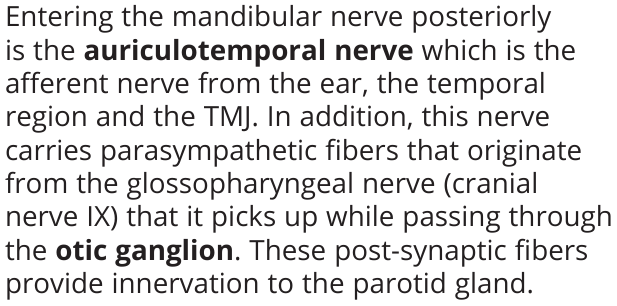 Entering the mandibular nerve posteriorly
is the auriculotemporal nerve which is the
afferent nerve from the ear, the temporal
region and the TMJ. In addition, this nerve
carries parasympathetic fibers that originate
from the glossopharyngeal nerve (cranial
nerve IX) that it picks up while passing through
the otic ganglion. These post-synaptic fibers
provide innervation to the parotid gland.